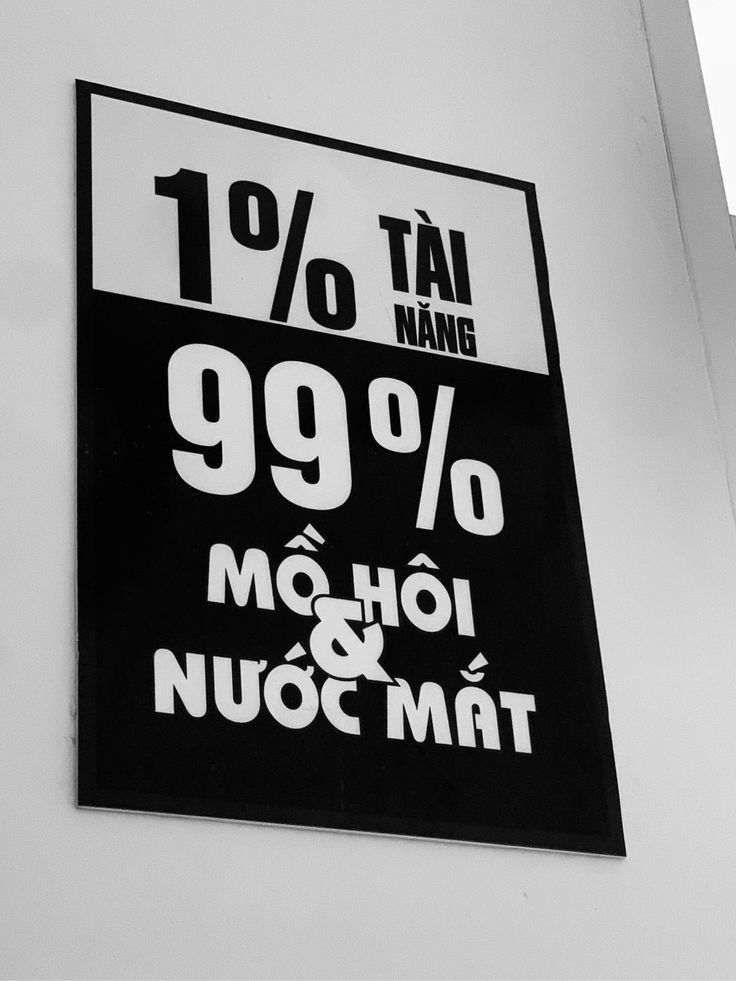 1% TÀI
NĂNG
99%
MỒ HÔI
&
NƯỚC MẮT